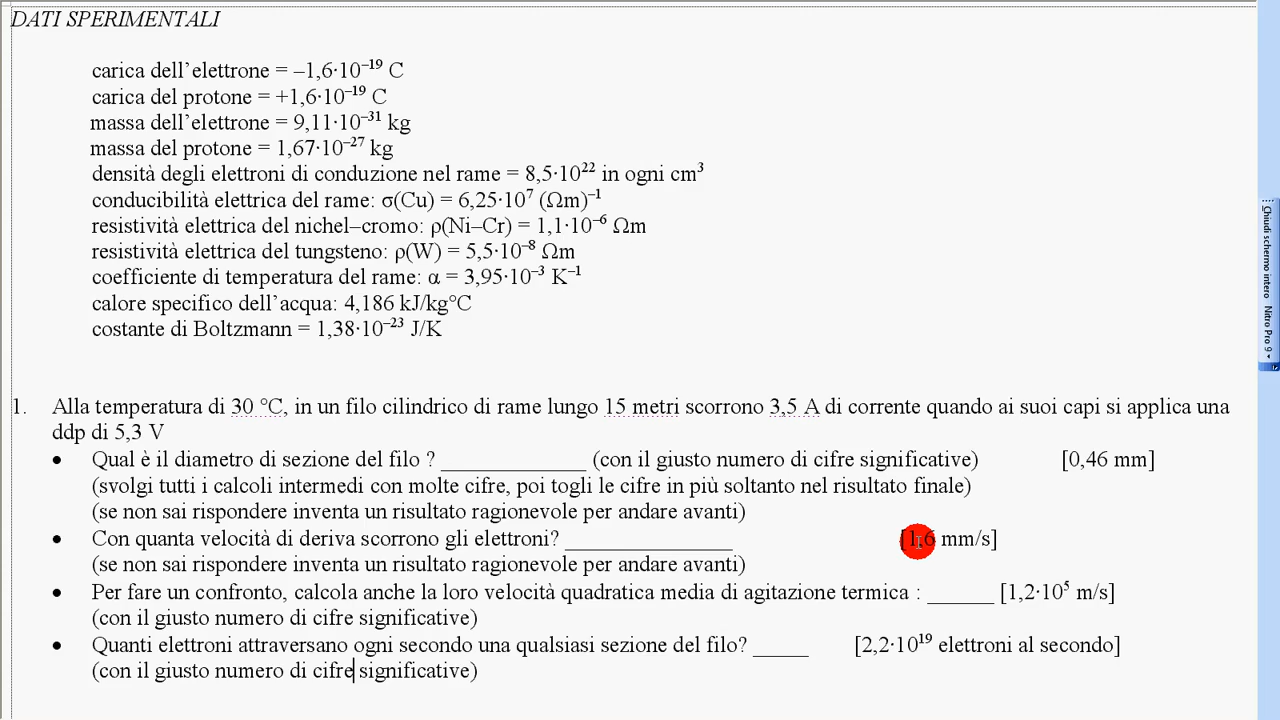 DATI SPERIMENTALI
carica dell’elettrone = –1,6·10⁻¹⁹ C
carica del protone = +1,6·10⁻¹⁹ C
massa dell’elettrone = 9,11·10⁻³¹ kg
massa del protone = 1,67·10⁻²⁷ kg
densità degli elettroni di conduzione nel rame = 8,5·10²² in ogni cm³
conducibilità elettrica del rame: σ(Cu) = 6,25·10⁷ (Ωm)⁻¹
resistività elettrica del nichel–cromo: ρ(Ni–Cr) = 1,1·10⁻⁶ Ωm
resistività elettrica del tungsteno: ρ(W) = 5,5·10⁻⁸ Ωm
coefficiente di temperatura del rame: α = 3,95·10⁻³ K⁻¹
calore specifico dell’acqua: 4,186 kJ/kg°C
costante di Boltzmann = 1,38·10⁻²³ J/K
1. Alla temperatura di 30 °C, in un filo cilindrico di rame lungo 15 metri scorrono 3,5 A di corrente quando ai suoi capi si applica una
ddp di 5,3 V
• Qual è il diametro di sezione del filo ? _____________ (con il giusto numero di cifre significative) [0,46 mm]
(svolgi tutti i calcoli intermedi con molte cifre, poi togli le cifre in più soltanto nel risultato finale)
(se non sai rispondere inventa un risultato ragionevole per andare avanti)
• Con quanta velocità di deriva scorrono gli elettroni? _______________ [1,6 mm/s]
(se non sai rispondere inventa un risultato ragionevole per andare avanti)
• Per fare un confronto, calcola anche la loro velocità quadratica media di agitazione termica : ______ [1,2·10⁵ m/s]
(con il giusto numero di cifre significative)
• Quanti elettroni attraversano ogni secondo una qualsiasi sezione del filo? _____ [2,2·10¹⁹ elettroni al secondo]
(con il giusto numero di cifre significative)
Chiudi schermo intero Nitro Pro 9